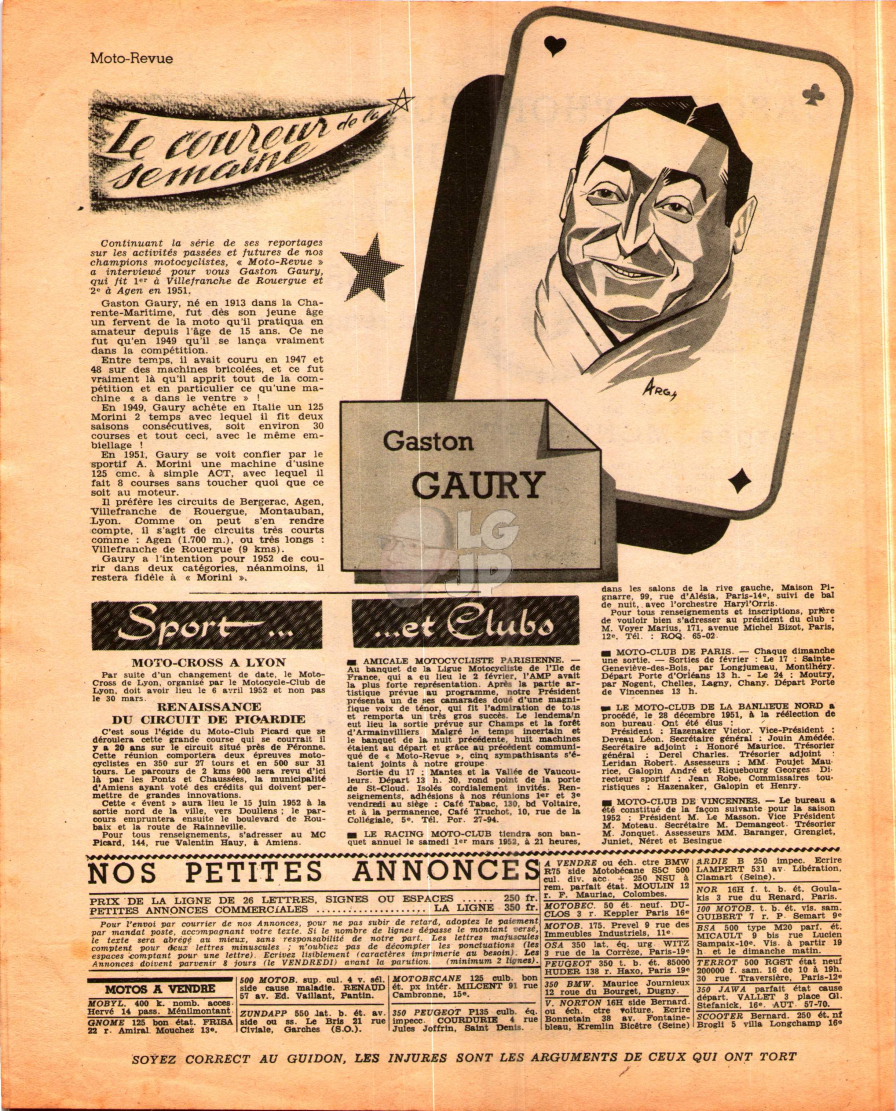 Moto-Revue
Le coureur de la
semaine
Continuant la série de ses reportages
sur les activités passées et futures de nos
champions motocyclistes, « Moto-Revue »
a interviewé pour vous Gaston Gaury,
qui fit 1er à Villefranche de Rouergue et
2e à Agen en 1951.
Gaston Gaury, né en 1913 dans la Cha-
rente-Maritime, fut dès son jeune âge
un fervent de la moto qu'il pratiqua en
amateur depuis l'âge de 15 ans. Ce ne
fut qu'en 1949 qu'il se lança vraiment
dans la compétition.
Entre temps, il avait couru en 1947 et
48 sur des machines bricolées, et ce fut
vraiment là qu'il apprit tout de la com-
pétition et en particulier ce qu'une ma-
chine « a dans le ventre » !
En 1949, Gaury achète en Italie un 125
Morini 2 temps avec lequel il fit deux
saisons consécutives, soit environ 30
courses et tout ceci, avec le même em-
biellage !
En 1951, Gaury se voit confier par le
sportif A. Morini une machine d'usine
125 cmc. à simple ACT, avec lequel il
fait 8 courses sans toucher quoi que ce
soit au moteur.
Il préfère les circuits de Bergerac, Agen,
Villefranche de Rouergue, Montauban,
Lyon. Comme on peut s'en rendre
compte, il s'agit de circuits très courts
comme : Agen (1.700 m.), ou très longs :
Villefranche de Rouergue (9 kms).
Gaury a l'intention pour 1952 de cou-
rir dans deux catégories, néanmoins, il
restera fidèle à « Morini ».
Argy
Gaston
GAURY
LG
JP
Sport...
...et Clubs
MOTO-CROSS A LYON
Par suite d'un changement de date, le Moto-
Cross de Lyon, organisé par le Motocycle-Club de
Lyon, doit avoir lieu le 6 avril 1952 et non pas
le 30 mars.
RENAISSANCE
DU CIRCUIT DE PICARDIE
C'est sous l'égide du Moto-Club Picard que se
déroulera cette grande course qui se courrait il
y a 20 ans sur le circuit situé près de Péronne.
Cette réunion comportera deux épreuves moto-
cyclistes en 350 sur 27 tours et en 500 sur 31
tours. Le parcours de 2 kms 900 sera revu d'ici
là par les Ponts et Chaussées, la municipalité
d'Amiens ayant voté des crédits qui doivent per-
mettre de grandes innovations.
Cette « évent » aura lieu le 15 juin 1952 à la
sortie nord de la ville, vers Doullens ; le par-
cours empruntera ensuite le boulevard de Rou-
baix et la route de Rainneville.
Pour tous renseignements, s'adresser au MC
Picard, 144, rue Valentin Hauy, à Amiens.
AMICALE MOTOCYCLISTE PARISIENNE. —
Au banquet de la Ligue Motocycliste de l'Ile de
France, qui a eu lieu le 2 février, l'AMP avait
la plus forte représentation. Après la partie ar-
tistique prévue au programme, notre Président
présenta un de ses camarades doué d'une magni-
fique voix de ténor, qui fit l'admiration de tous
et remporta un très gros succès. Le lendemain
eut lieu la sortie prévue sur Champs et la forêt
d'Armainvilliers Malgré le temps incertain et
le banquet de la nuit précédente, huit machines
étaient au départ et grâce au précédent communi-
qué de « Moto-Revue », cinq sympathisants s'é-
taient joints à notre groupe
Sortie du 17 : Mantes et la Vallée de Vaucou-
leurs. Départ 13 h. 30, rond point de la porte
de St-Cloud. Isolés cordialement invités. Ren-
seignements, adhésions à nos réunions 1er et 3e
vendredi au siège : Café Tabac, 130, bd Voltaire,
et à la permanence, Café Truchot, 10, rue de la
Collégiale, 5e. Tél. Por. 27-94.
LE RACING MOTO-CLUB tiendra son ban-
quet annuel le samedi 1er mars 1952, à 21 heures,
dans les salons de la rive gauche, Maison Pi-
gnarre, 99, rue d'Alésia, Paris-14e, suivi de bal
de nuit, avec l'orchestre Haryl'Orris.
Pour tous renseignements et inscriptions, prière
de vouloir bien s'adresser au président du club :
M. Voyer Marius, 171, avenue Michel Bizot, Paris,
12e. Tél. : ROQ. 65-02
MOTO-CLUB DE PARIS. — Chaque dimanche
une sortie. — Sorties de février : Le 17 : Sainte-
Geneviève-des-Bois, par Longjumeau, Montlhéry.
Départ Porte d'Orléans 13 h. - Le 24 : Moutry,
par Nogent, Chelles, Lagny, Chany. Départ Porte
de Vincennes 13 h.
LE MOTO-CLUB DE LA BANLIEUE NORD a
procédé, le 28 décembre 1951, à la réélection de
son bureau. Ont été élus :
Président : Hazenaker Victor. Vice-Président :
Deveau Léon. Secrétaire général : Jouin Amédée.
Secrétaire adjoint : Honoré Maurice. Trésorier
général : Drel Charles. Trésorier adjoint :
Leridan Robert. Assesseurs : MM. Poujet Mau-
rice, Galopin André et Riquebourg Georges Di-
recteur sportif : Jean Robe, Commissaires tou-
ristiques : Hazenaker, Galopin et Henry.
MOTO-CLUB DE VINCENNES. — Le bureau a
été constitué de la façon suivante pour la saison
1952 : Président M. Le Masson. Vice Président
M. Moteau. Secrétaire M. Demangeot. Trésorier
M. Jonquet. Assesseurs MM. Baranger, Grenglet,
Juniet, Néret et Besingue
NOS PETITES ANNONCES
PRIX DE LA LIGNE DE 26 LETTRES, SIGNES OU ESPACES ....... 250 fr.
PETITES ANNONCES COMMERCIALES .................. LA LIGNE 350 fr.
Pour l'envoi par courrier de nos Annonces, pour ne pas subir de retard, adoptez le paiement
par mandat poste, accompagnant votre texte. Si le nombre de lignes dépasse le montant versé,
le texte sera abrégé au mieux, sans responsabilité de notre part. Les lettres majuscules
comptent pour deux lettres minuscules ; n'oubliez pas de décompter les ponctuations (les
espaces comptant pour une lettre). Ecrivez lisiblement (caractères imprimerie au besoin). Les
Annonces doivent parvenir 8 jours (le VENDREDI) avant la parution. (minimum 2 lignes).
MOTOS A VENDRE
MOBYL. 400 k. nomb. acces.
Hervé 14 pass. Ménilmontant
GNOME 125 bon état. FRISA
22 r. Amiral Mouchez 13e.
500 MOTOB. sup. cul. 4 v. sél.
side cause maladie. RENAUD
57 av. Ed. Vaillant, Pantin.
ZUNDAPP 550 lat. b. ét. av.
side ou ss. Le Bris 21 rue
Civiale, Garches (S.O.).
MOTOBECANE 125 culb. bon
ét. px intér. MILCENT 91 rue
Cambronne, 15e.
350 PEUGEOT P135 culb. éq.
impecc. COURDURIE 4 rue
Jules Joffrin, Saint Denis.
A VENDRE ou éch. ctre BMW
R75 side Motobécane S5C 500
cul. div. acc. + 250 NSU à
rem. parfait état. MOULIN 12
r. F. Mauriac, Colombes.
MOTOBEC. 50 ét neuf. DU-
CLOS 3 r. Keppler Paris 16e
MOTOB. 175. Prevel 9 rue des
Immeubles Industriels, 11e.
OSA 350 lat. éq. urg. WITZ
3 rue de la Corrèze, Paris-19e
PEUGEOT 350 t. b. ét. 85000
HUDER 138 r. Haxo, Paris 19e
350 BMW. Maurice Journieux
12 roue du Bourget, Dugny.
V. NORTON 16H side Bernard.
ou éch. ctre voiture. Ecrire
Bonnetain 38 av. Fontaine-
bleau, Kremlin Bicêtre (Seine)
ARDIE B 250 impec. Ecrire
LAMPERT 531 av. Libération,
Clamart (Seine).
NOR 16H f. t. b. ét. Goula-
kis 3 rue du Renard, Paris.
100 MOTOB. t. b. ét. vis. sam.
GUIBERT 7 r. P. Semart 9e
BSA 500 type M20 parf. ét.
MICAULT 9 bis rue Lucien
Sampaix-10e. Vis. à partir 19
h et le dimanche matin.
TERROT 500 RGST état neuf
200000 f. sam. 16 de 10 à 19h.
30 rue Traversière, Paris-12e
350 JAWA parfait état cause
départ. VALLET 3 place Gl.
Stefanick, 16e. AUT. 57-70.
SCOOTER Bernard. 250 ét. nf
Brogli 5 villa Longchamp 16e
SOYEZ CORRECT AU GUIDON, LES INJURES SONT LES ARGUMENTS DE CEUX QUI ONT TORT